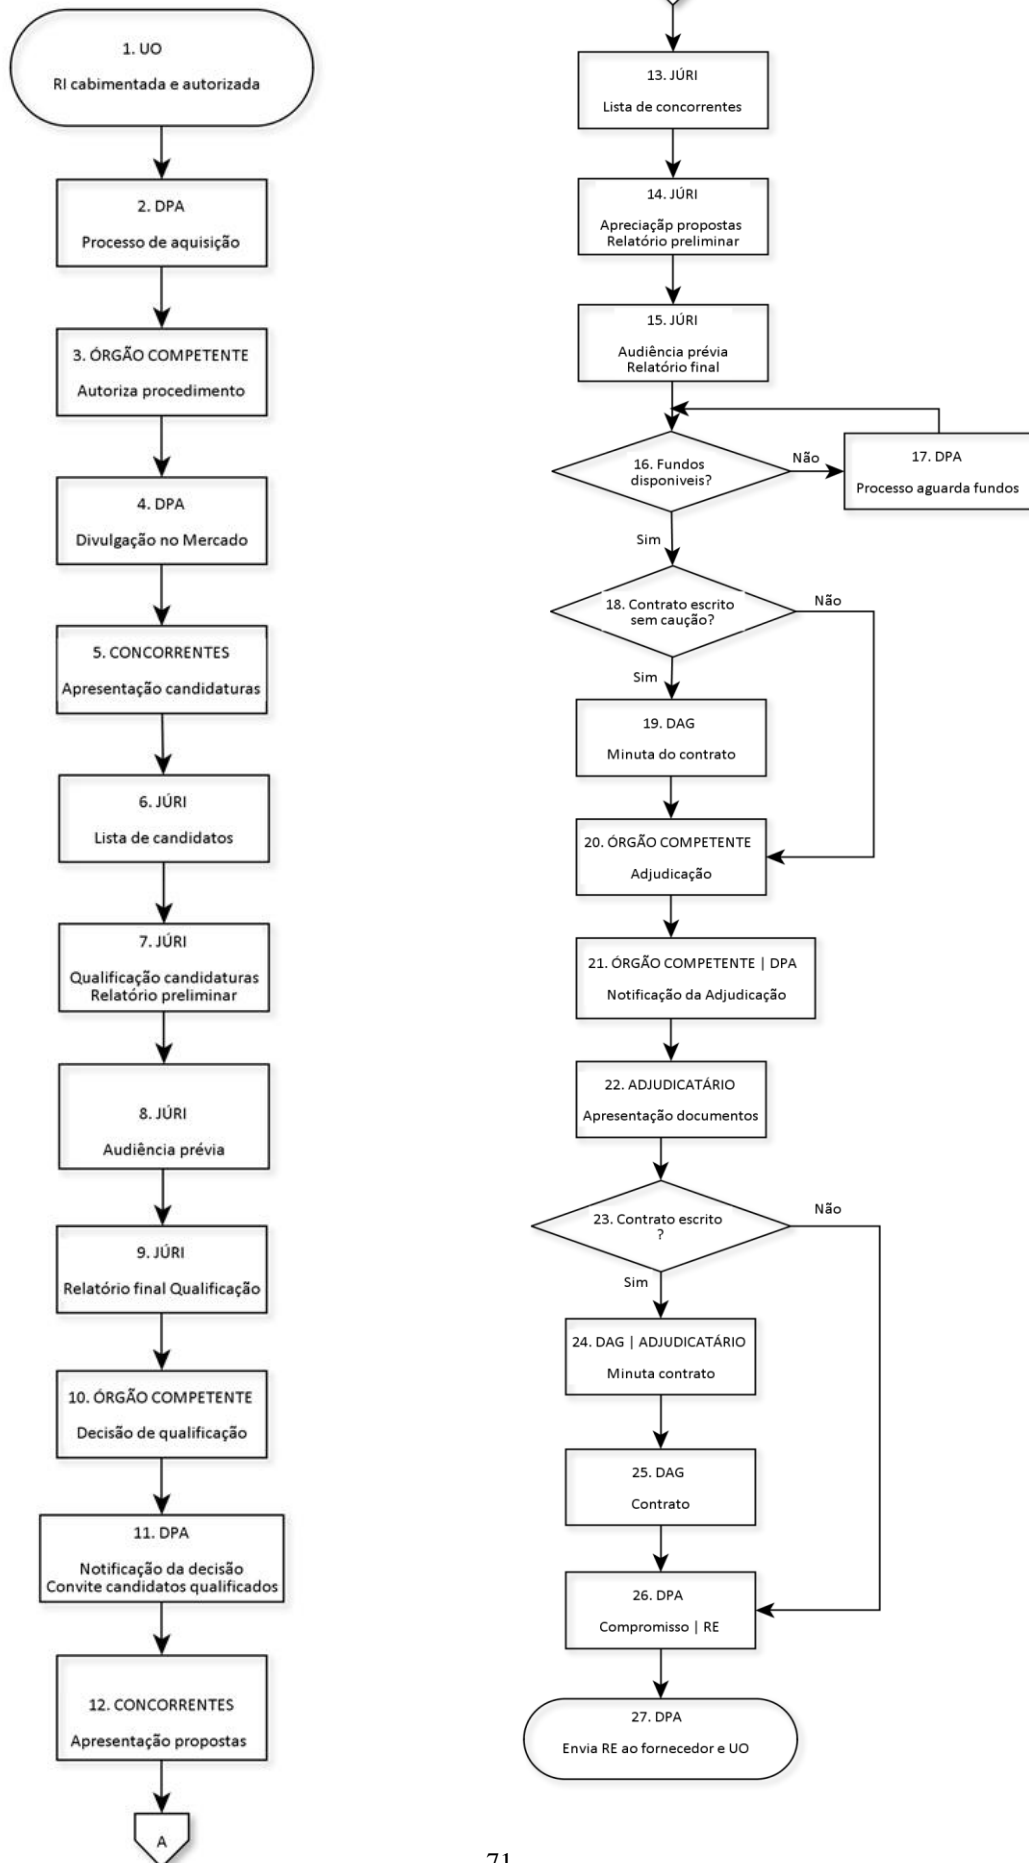 1. UO
RI cabimentada e autorizada
2. DPA
Processo de aquisição
3. ÓRGÃO COMPETENTE
Autoriza procedimento
4. DPA
Divulgação no Mercado
5. CONCORRENTES
Apresentação candidaturas
6. JÚRI
Lista de candidatos
7. JÚRI
Qualificação candidaturas
Relatório preliminar
8. JÚRI
Audiência prévia
9. JÚRI
Relatório final Qualificação
10. ÓRGÃO COMPETENTE
Decisão de qualificação
11. DPA
Notificação da decisão
Convite candidatos qualificados
12. CONCORRENTES
Apresentação propostas
A
13. JÚRI
Lista de concorrentes
14. JÚRI
Apreciaçãp propostas
Relatório preliminar
15. JÚRI
Audiência prévia
Relatório final
16. Fundos
disponiveis?
Não
17. DPA
Processo aguarda fundos
Sim
18. Contrato escrito
sem caução?
Não
Sim
19. DAG
Minuta do contrato
20. ÓRGÃO COMPETENTE
Adjudicação
21. ÓRGÃO COMPETENTE | DPA
Notificação da Adjudicação
22. ADJUDICATÁRIO
Apresentação documentos
23. Contrato escrito
?
Não
Sim
24. DAG | ADJUDICATÁRIO
Minuta contrato
25. DAG
Contrato
26. DPA
Compromisso | RE
27. DPA
Envia RE ao fornecedor e UO
71